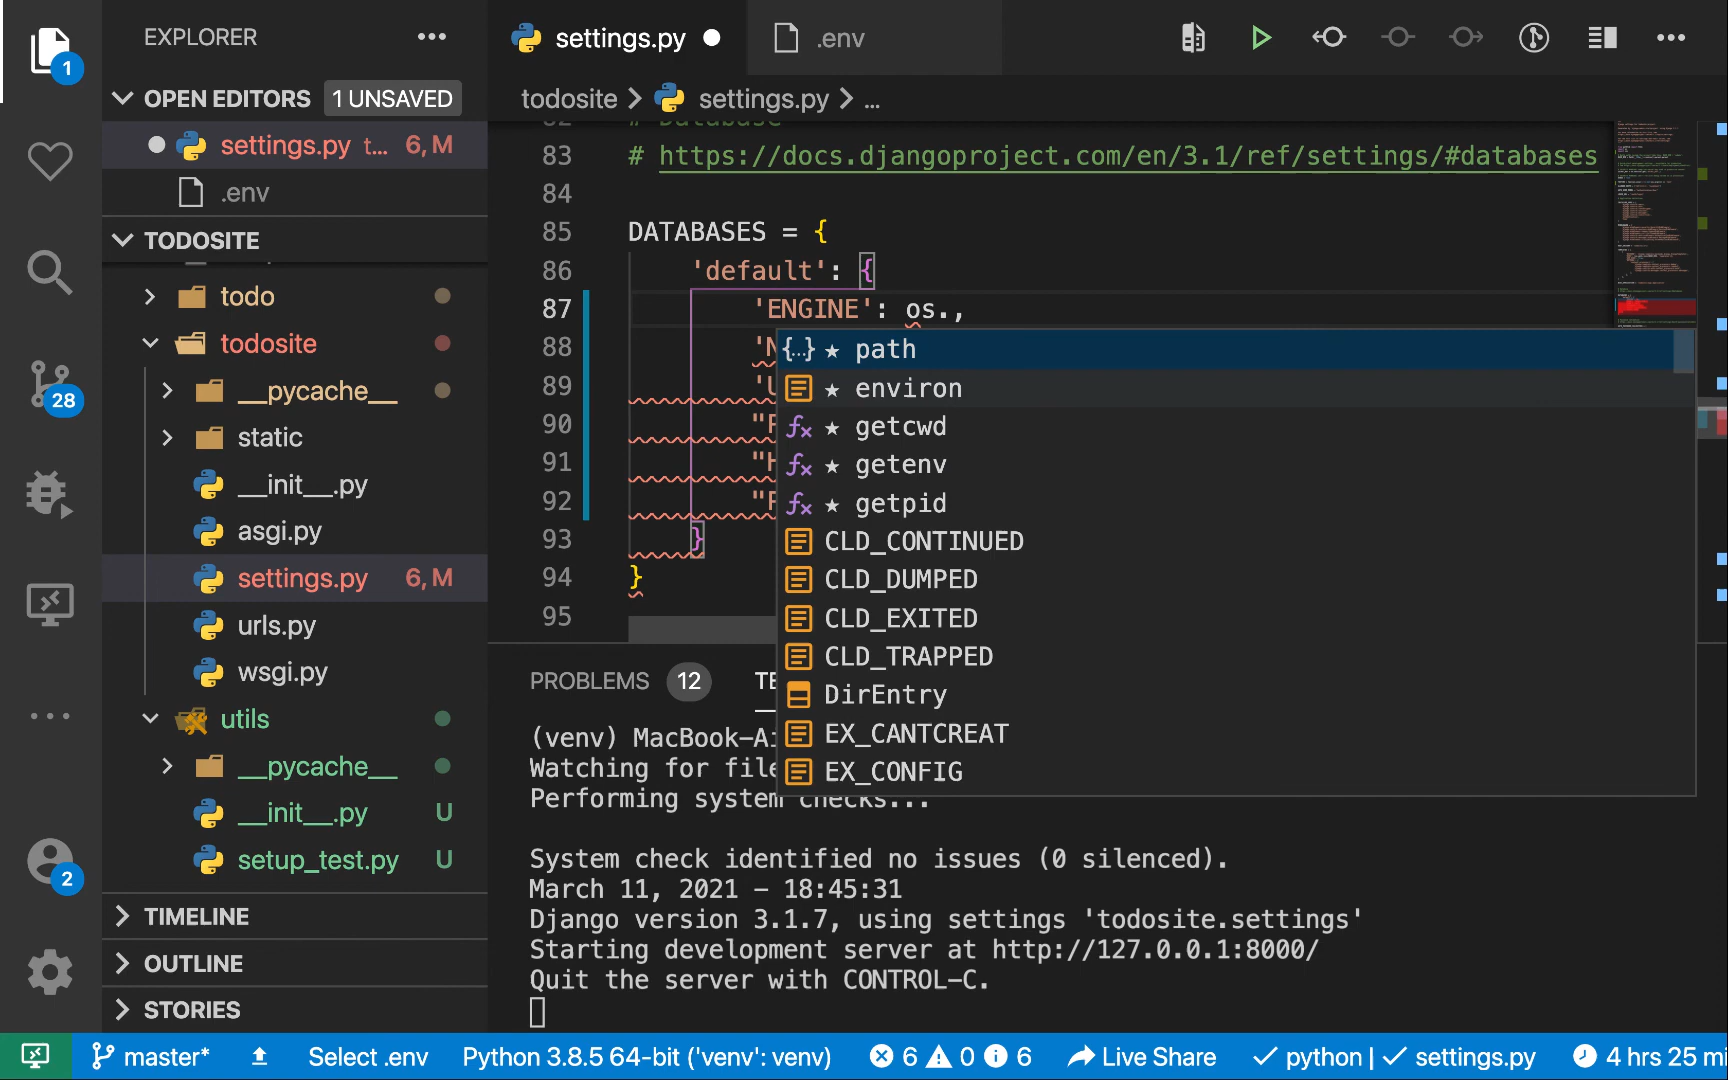 EXPLORER
settings.py
.env
1
OPEN EDITORS
1 UNSAVED
todosite
settings.py
...
settings.py t... 6, M
.env
TODOSITE
todo
todosite
__pycache__
static
__init__.py
asgi.py
settings.py 6, M
urls.py
wsgi.py
utils
__pycache__
__init__.py U
setup_test.py U
TIMELINE
OUTLINE
STORIES
28
2
82 # Database
83 # https://docs.djangoproject.com/en/3.1/ref/settings/#databases
84
85 DATABASES = {
86 'default': {
87 'ENGINE': os.,
88 'N
89 'U
90
91 "H
92
93 }
94 }
95
path
environ
getcwd
getenv
getpid
CLD_CONTINUED
CLD_DUMPED
CLD_EXITED
CLD_TRAPPED
DirEntry
EX_CANTCREAT
EX_CONFIG
PROBLEMS 12 TE
(venv) MacBook-Ai
Watching for file
Performing system checks...
System check identified no issues (0 silenced).
March 11, 2021 - 18:45:31
Django version 3.1.7, using settings 'todosite.settings'
Starting development server at http://127.0.0.1:8000/
Quit the server with CONTROL-C.
master* Select .env Python 3.8.5 64-bit ('venv': venv) 6 0 6 Live Share python | settings.py 4 hrs 25 mi